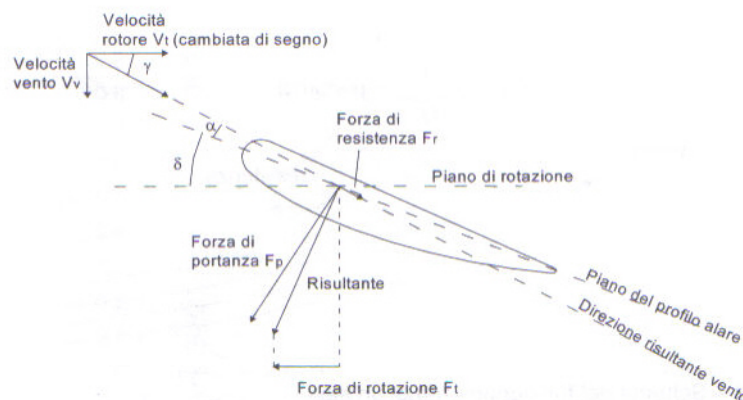 Velocità
rotore Vt (cambiata di segno)
Velocità
vento Vv
γ
α
δ
Forza di
resistenza Fr
Piano di rotazione
Forza di
portanza Fp
Risultante
Piano del profilo alare
Direzione risultante vento
Forza di rotazione Ft